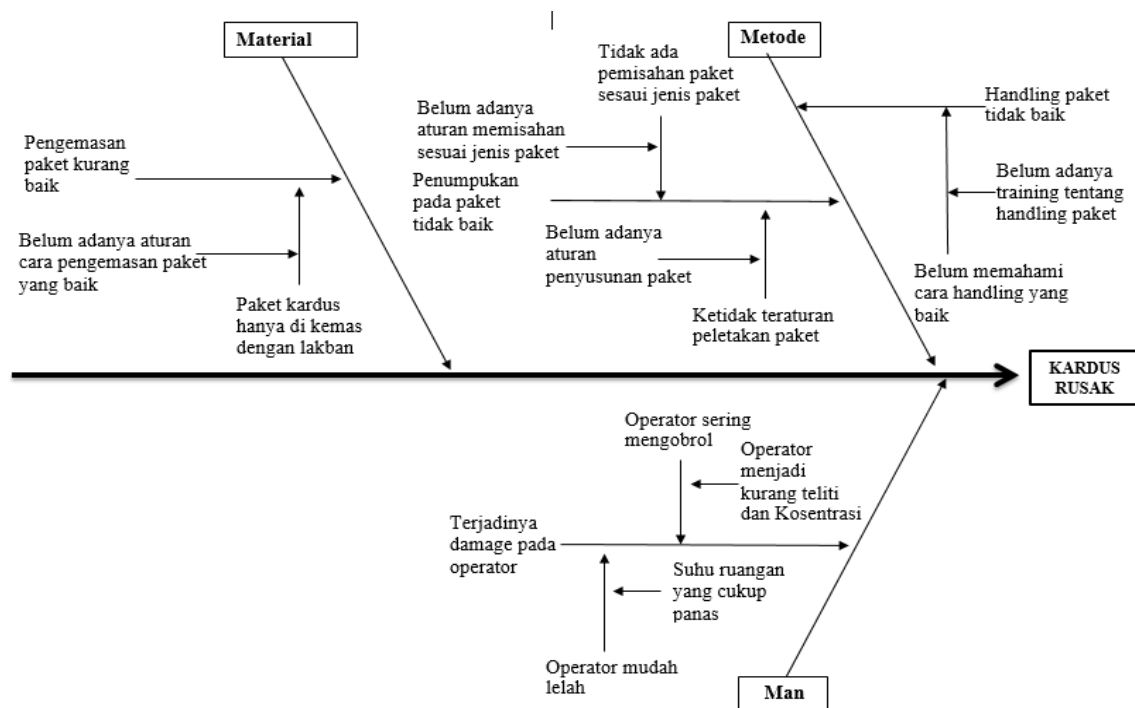 Material
Metode
Tidak ada
pemisahan paket
sesaui jenis paket
Belum adanya
aturan memisahan
sesuai jenis paket
Handling paket
tidak baik
Pengemasan
paket kurang
baik
Penumpukan
pada paket
tidak baik
Belum adanya
training tentang
handling paket
Belum adanya aturan
cara pengemasan paket
yang baik
Belum adanya
aturan
penyusunan paket
Belum memahami
cara handling yang
baik
Paket kardus
hanya di kemas
dengan lakban
Ketidak teraturan
peletakan paket
KARDUS
RUSAK
Operator sering
mengobrol
Operator
menjadi
kurang teliti
dan Kosentrasi
Terjadinya
damage pada
operator
Suhu ruangan
yang cukup
panas
Operator mudah
lelah
Man